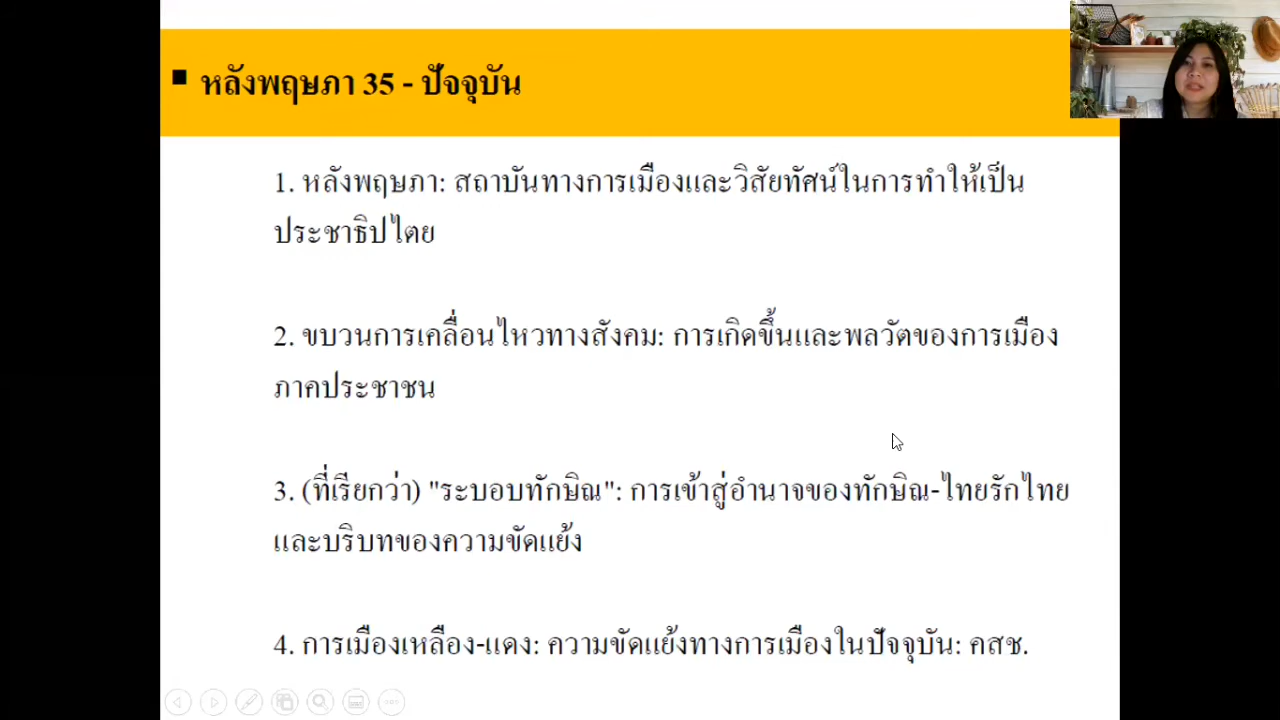 ▪ หลังพฤษภา 35 - ปัจจุบัน
1. หลังพฤษภา: สถาบันทางการเมืองและวิสัยทัศน์ในการทำให้เป็น
ประชาธิปไตย
2. ขบวนการเคลื่อนไหวทางสังคม: การเกิดขึ้นและพลวัตของการเมือง
ภาคประชาชน
3. (ที่เรียกว่า) "ระบอบทักษิณ": การเข้าสู่อำนาจของทักษิณ-ไทยรักไทย
และบริบทของความขัดแย้ง
4. การเมืองเหลือง-แดง: ความขัดแย้งทางการเมืองในปัจจุบัน: คสช.